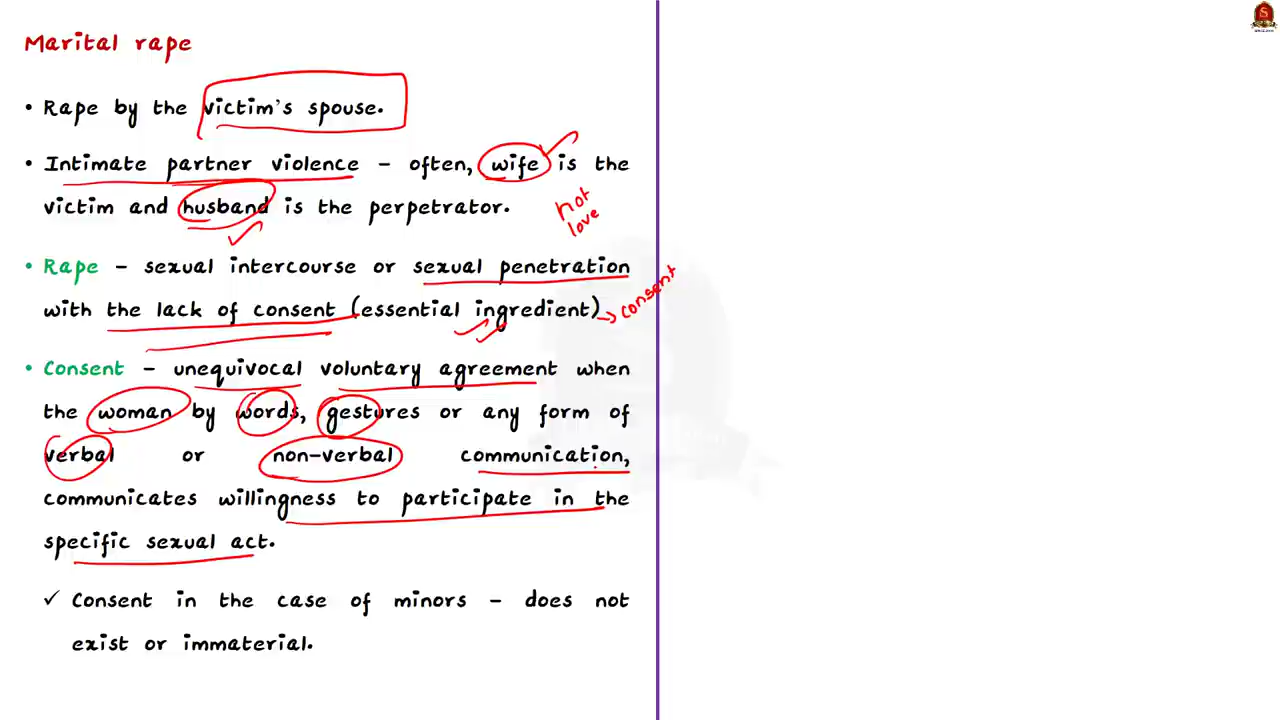 Marital rape
• Rape by the victim's spouse.
• Intimate partner violence – often, wife is the
victim and husband is the perpetrator.
not
love
• Rape – sexual intercourse or sexual penetration
with the lack of consent (essential ingredient)
→ consent
• Consent – unequivocal voluntary agreement when
the woman by words, gestures or any form of
verbal or non-verbal communication,
communicates willingness to participate in the
specific sexual act.
✓ Consent in the case of minors – does not
exist or immaterial.